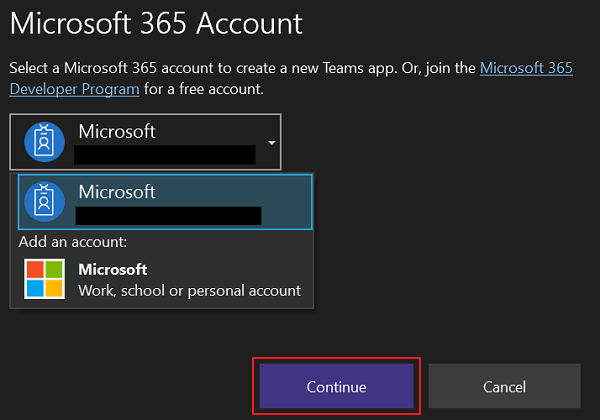 Microsoft 365 Account
Select a Microsoft 365 account to create a new Teams app. Or, join the Microsoft 365
Developer Program for a free account.
Microsoft
Microsoft
Add an account:
Microsoft
Work, school or personal account
Continue
Cancel